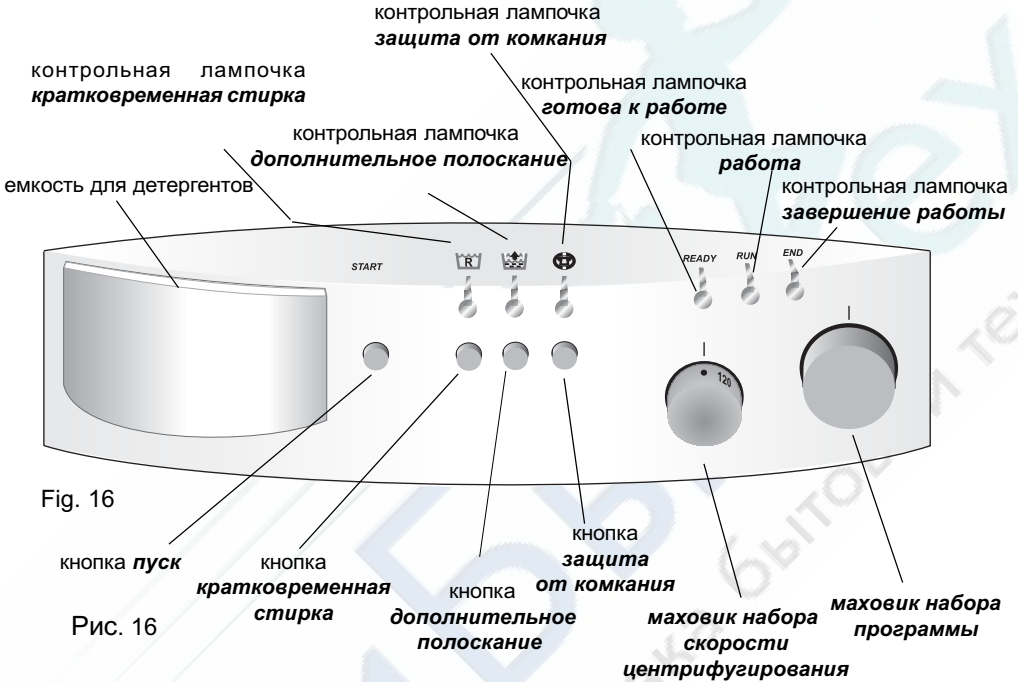 контрольная лампочка
защита от комкания
контрольная лампочка
кратковременная стирка
контрольная лампочка
готова к работе
контрольная лампочка
дополнительное полоскание
контрольная лампочка
работа
емкость для детергентов
контрольная лампочка
завершение работы
START
R
READY
RUN
END
120
Fig. 16
кнопка пуск
кнопка
кратковременная
стирка
кнопка
дополнительное
полоскание
кнопка
защита
от комкания
маховик набора
скорости
центрифугирования
маховик набора
программы
Рис. 16